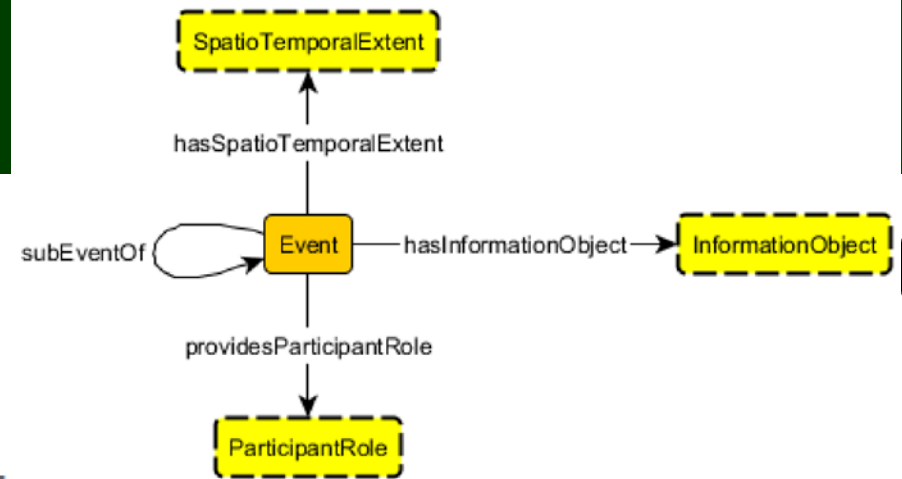 SpatioTemporalExtent
hasSpatioTemporalExtent
subEventOf
Event
hasInformationObject
InformationObject
providesParticipantRole
ParticipantRole